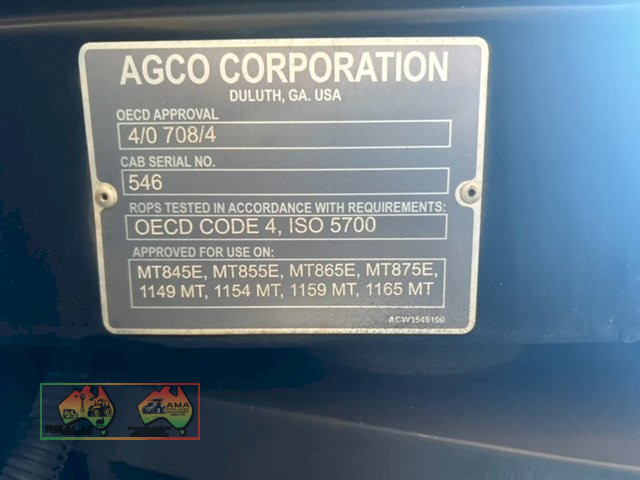 AGCO CORPORATION
DULUTH, GA. USA
OECD APPROVAL
4/0 708/4
CAB SERIAL NO.
546
ROPS TESTED IN ACCORDANCE WITH REQUIREMENTS:
OECD CODE 4, ISO 5700
APPROVED FOR USE ON:
MT845E, MT855E, MT865E, MT875E,
1149 MT, 1154 MT, 1159 MT, 1165 MT
AMA